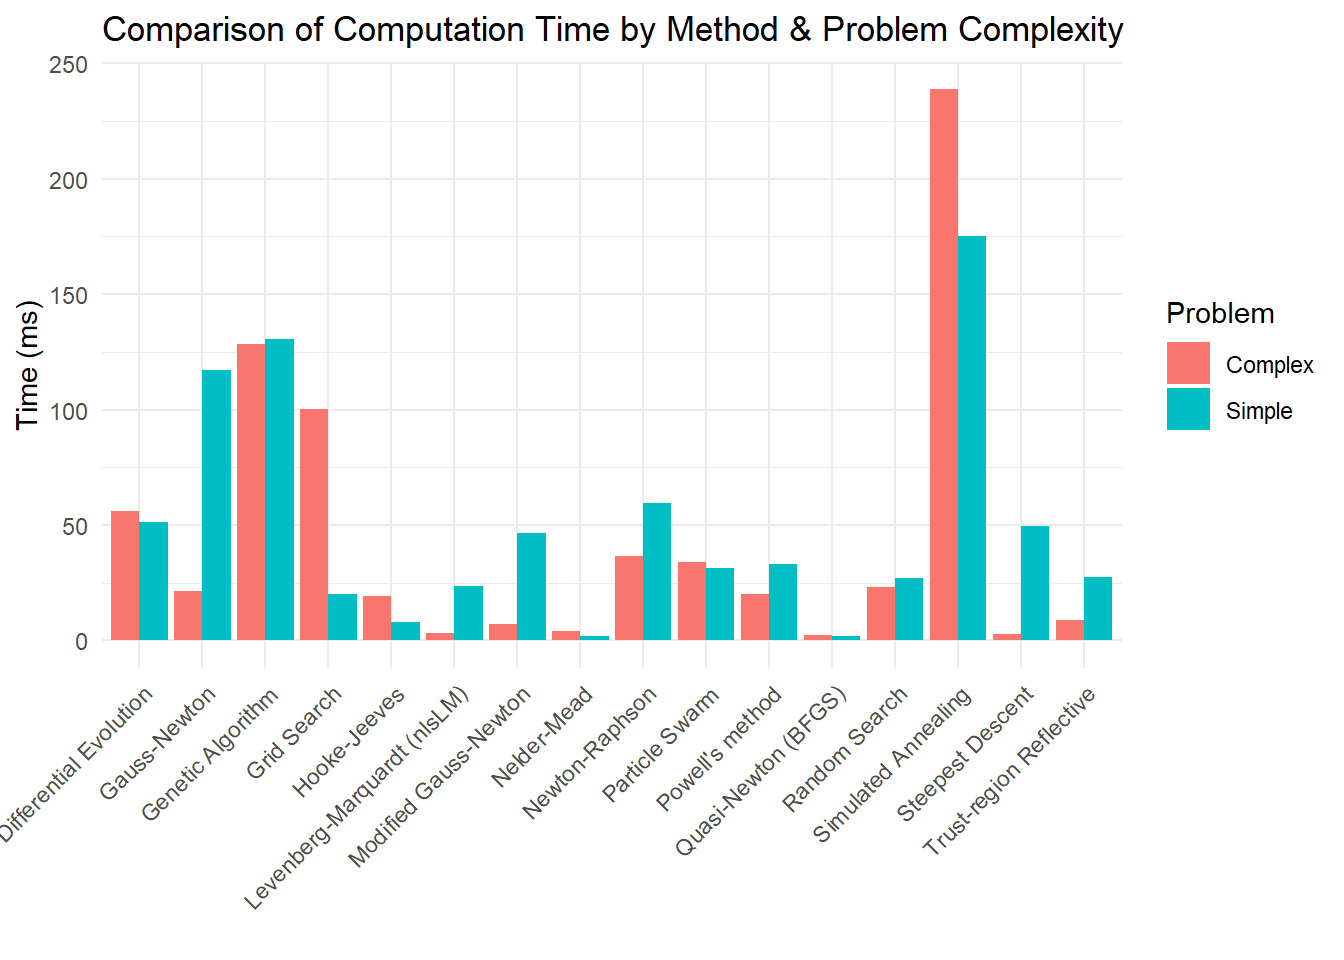 Comparison of Computation Time by Method & Problem Complexity
Time (ms)
250
200
150
100
50
0
Differential Evolution
Gauss-Newton
Genetic Algorithm
Grid Search
Hooke-Jeeves
Levenberg-Marquardt (nlsLM)
Modified Gauss-Newton
Nelder-Mead
Newton-Raphson
Particle Swarm
Powell's method
Quasi-Newton (BFGS)
Random Search
Simulated Annealing
Steepest Descent
Trust-region Reflective
Problem
Complex
Simple